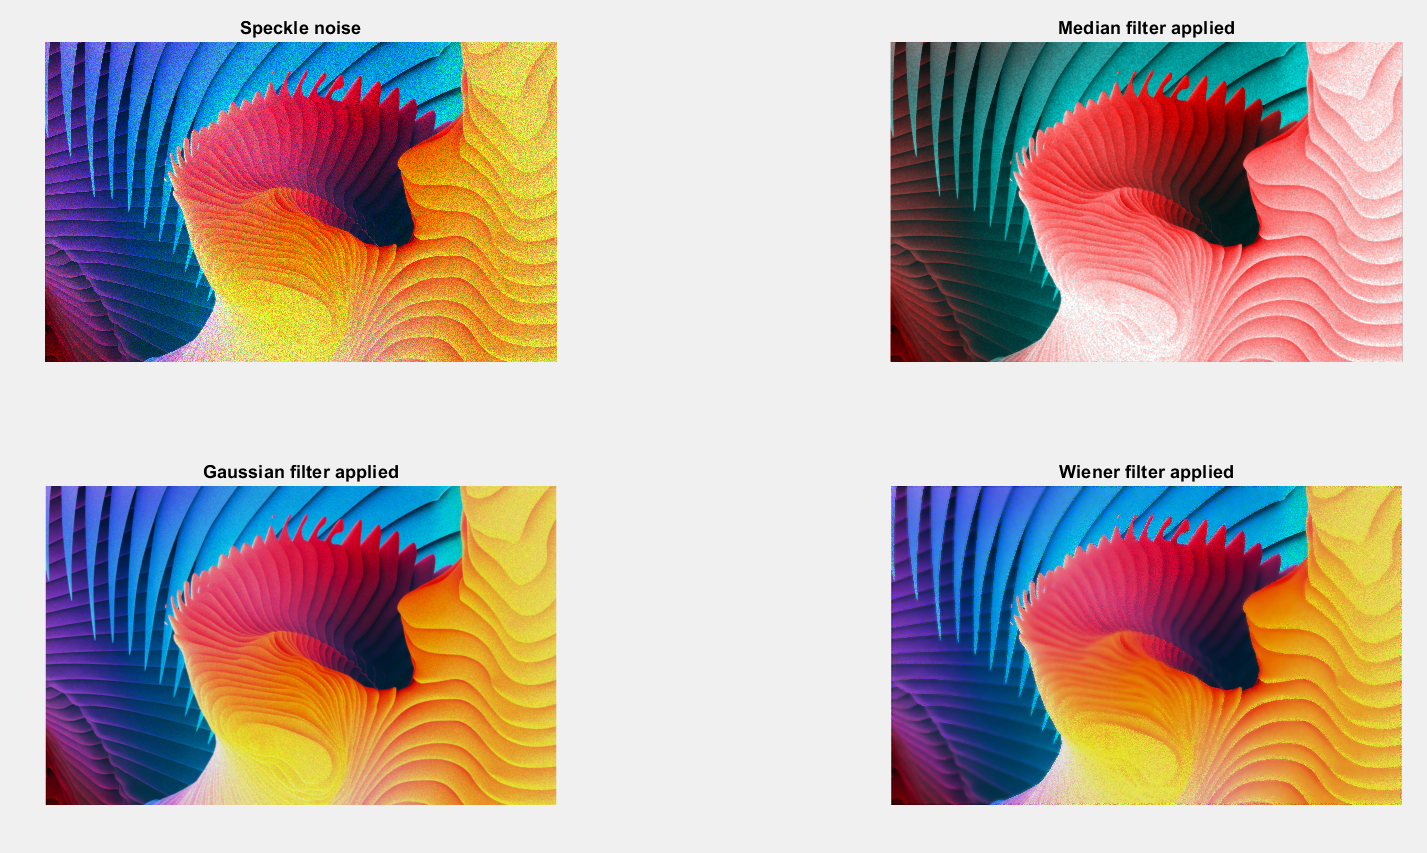 Speckle noise
Median filter applied
Gaussian filter applied
Wiener filter applied